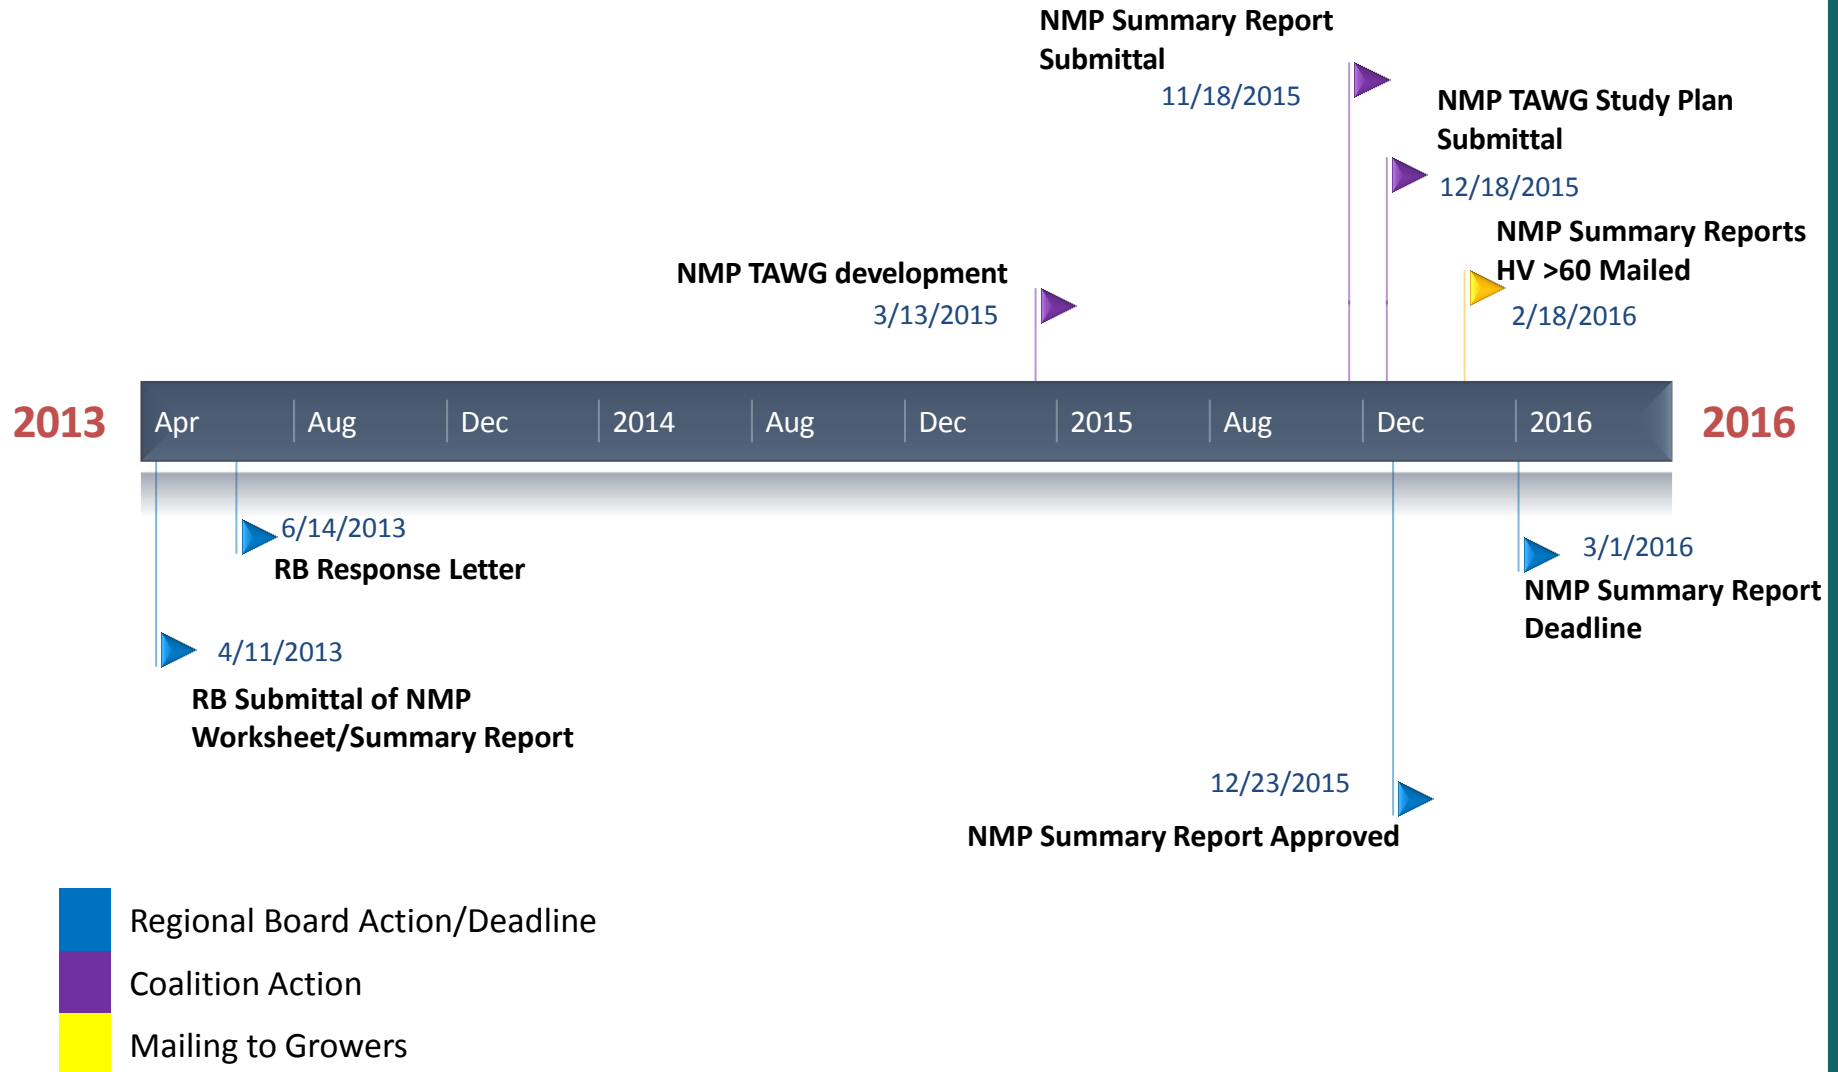 NMP Summary Report
Submittal
11/18/2015
NMP TAWG Study Plan
Submittal
12/18/2015
NMP Summary Reports
HV >60 Mailed
2/18/2016
NMP TAWG development
3/13/2015
2013
Apr
Aug
Dec
2014
Aug
Dec
2015
Aug
Dec
2016
2016
6/14/2013
RB Response Letter
4/11/2013
RB Submittal of NMP
Worksheet/Summary Report
3/1/2016
NMP Summary Report
Deadline
12/23/2015
NMP Summary Report Approved
Regional Board Action/Deadline
Coalition Action
Mailing to Growers